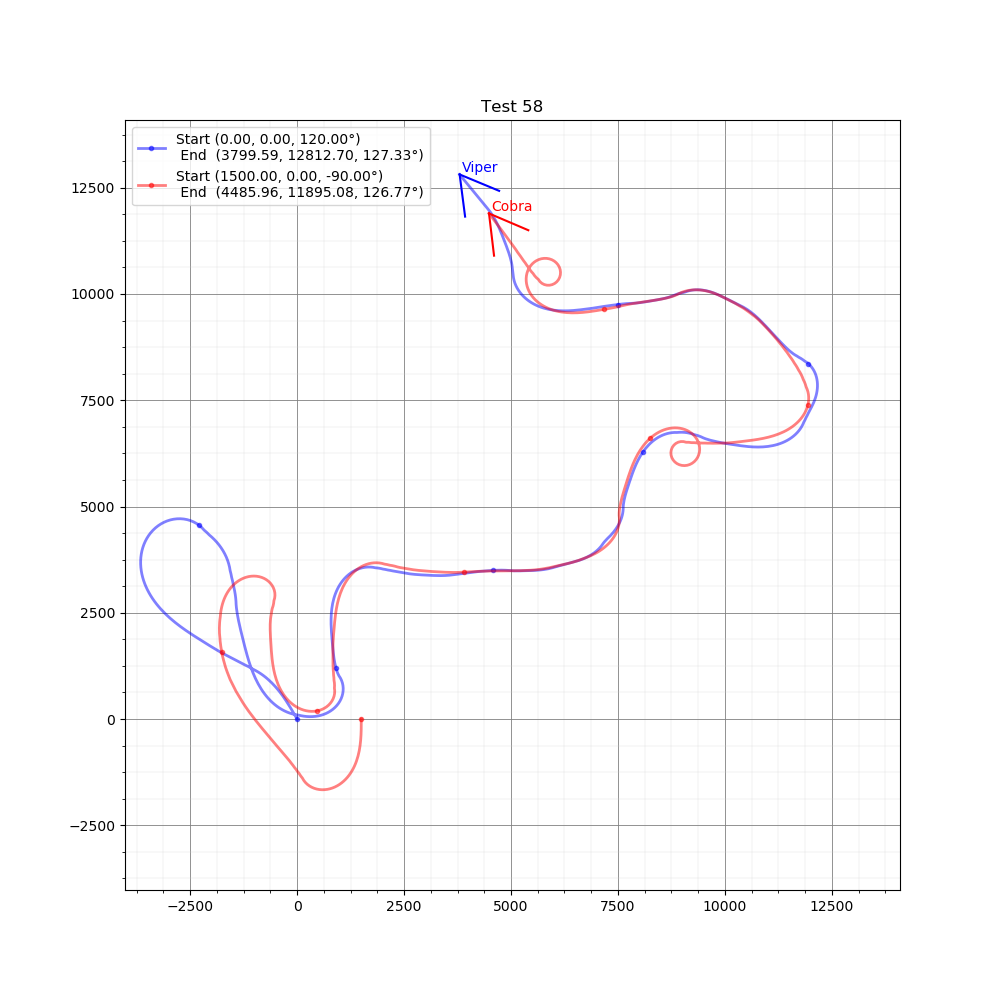 Test 58
Start (0.00, 0.00, 120.00°)
End  (3799.59, 12812.70, 127.33°)
Start (1500.00, 0.00, -90.00°)
End  (4485.96, 11895.08, 126.77°)
Viper
Cobra
12500
10000
7500
5000
2500
0
−2500
−2500 0 2500 5000 7500 10000 12500